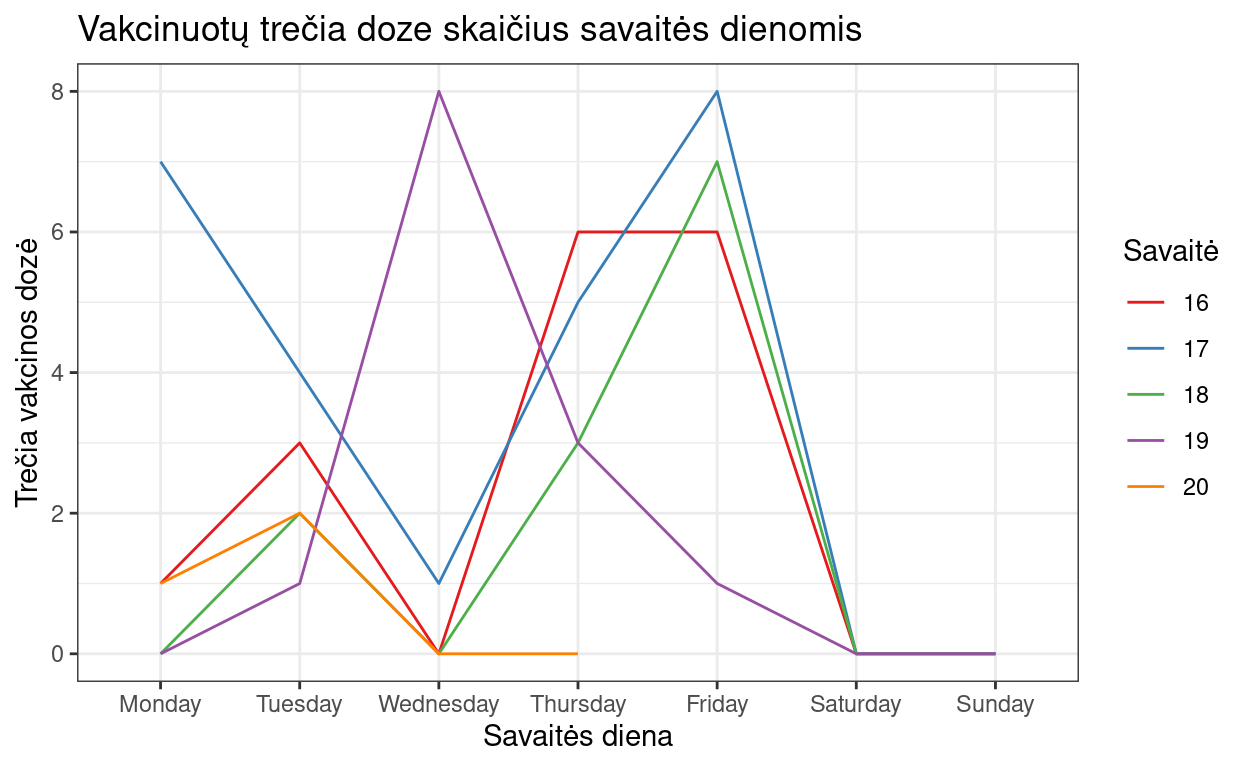 Vakcinuotų trečia doze skaičius savaitės dienomis
8
6
4
2
0
Trečia vakcinos dozė
Monday Tuesday Wednesday Thursday Friday Saturday Sunday
Savaitės diena
Savaitė
16
17
18
19
20